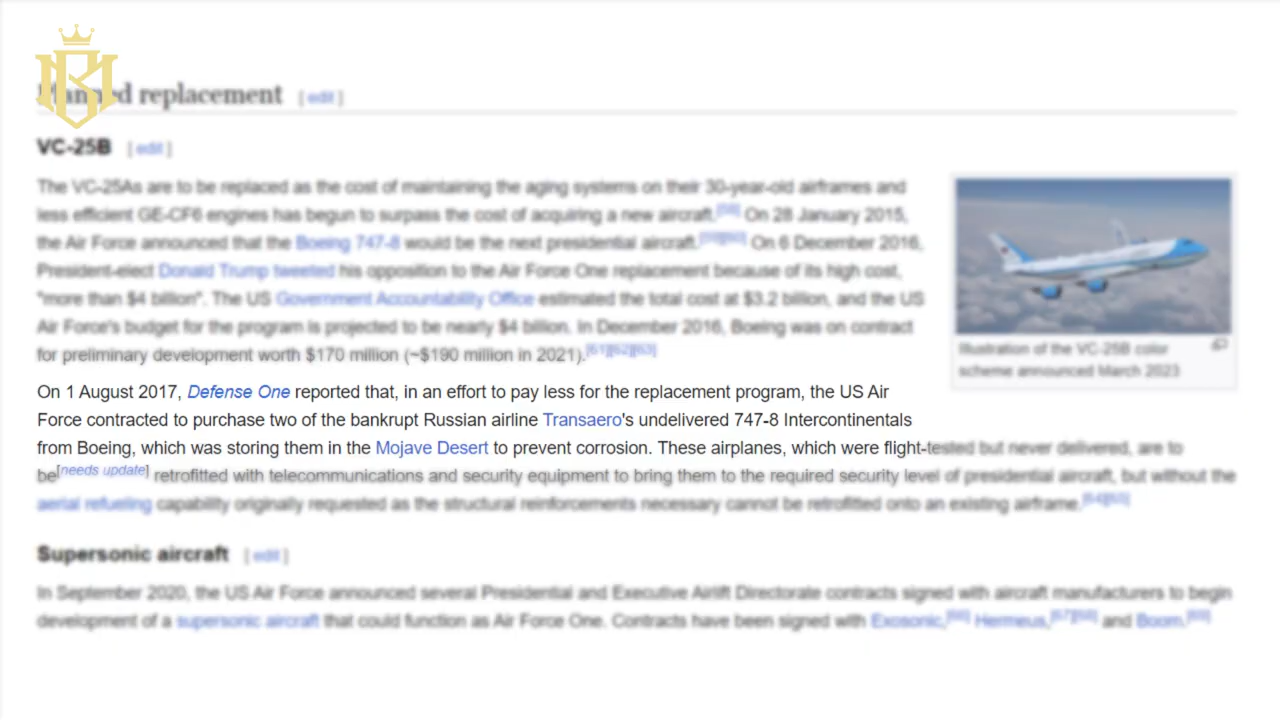 Planned replacement [ edit ]
VC-25B [ edit ]
The VC-25As are to be replaced as the cost of maintaining the aging systems on their 30-year-old airframes and
less efficient GE-CF6 engines has begun to surpass the cost of acquiring a new aircraft.[58] On 28 January 2015,
the Air Force announced that the Boeing 747-8 would be the next presidential aircraft.[59][60] On 6 December 2016,
President-elect Donald Trump tweeted his opposition to the Air Force One replacement because of its high cost,
"more than $4 billion". The US Government Accountability Office estimated the total cost at $3.2 billion, and the US
Air Force's budget for the program is projected to be nearly $4 billion. In December 2016, Boeing was on contract
for preliminary development worth $170 million (~$190 million in 2021).[61][62][63]
Illustration of the VC-25B color
scheme announced March 2023
On 1 August 2017, Defense One reported that, in an effort to pay less for the replacement program, the US Air
Force contracted to purchase two of the bankrupt Russian airline Transaero's undelivered 747-8 Intercontinentals
from Boeing, which was storing them in the Mojave Desert to prevent corrosion. These airplanes, which were flight-tested but never delivered, are to
be[needs update] retrofitted with telecommunications and security equipment to bring them to the required security level of presidential aircraft, but without the
aerial refueling capability originally requested as the structural reinforcements necessary cannot be retrofitted onto an existing airframe.[64][65]
Supersonic aircraft [ edit ]
In September 2020, the US Air Force announced several Presidential and Executive Airlift Directorate contracts signed with aircraft manufacturers to begin
development of a supersonic aircraft that could function as Air Force One. Contracts have been signed with Exosonic,[66] Hermeus,[67][68] and Boom.[69]